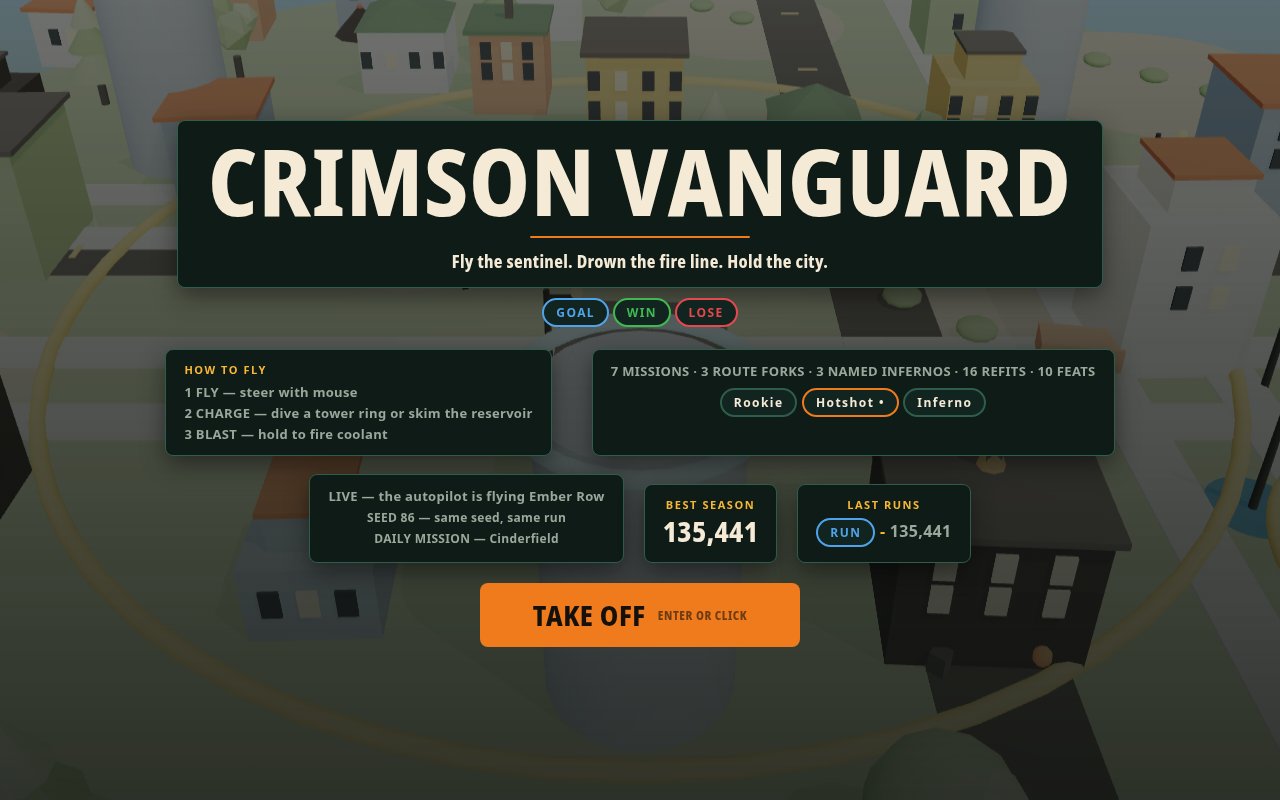 CRIMSON VANGUARD
Fly the sentinel. Drown the fire line. Hold the city.
GOAL WIN LOSE
HOW TO FLY
1 FLY — steer with mouse
2 CHARGE — dive a tower ring or skim the reservoir
3 BLAST — hold to fire coolant
7 MISSIONS · 3 ROUTE FORKS · 3 NAMED INFERNOS · 16 REFITS · 10 FEATS
Rookie Hotshot • Inferno
LIVE — the autopilot is flying Ember Row
SEED 86 — same seed, same run
DAILY MISSION — Cinderfield
BEST SEASON
135,441
LAST RUNS
RUN - 135,441
TAKE OFF ENTER OR CLICK